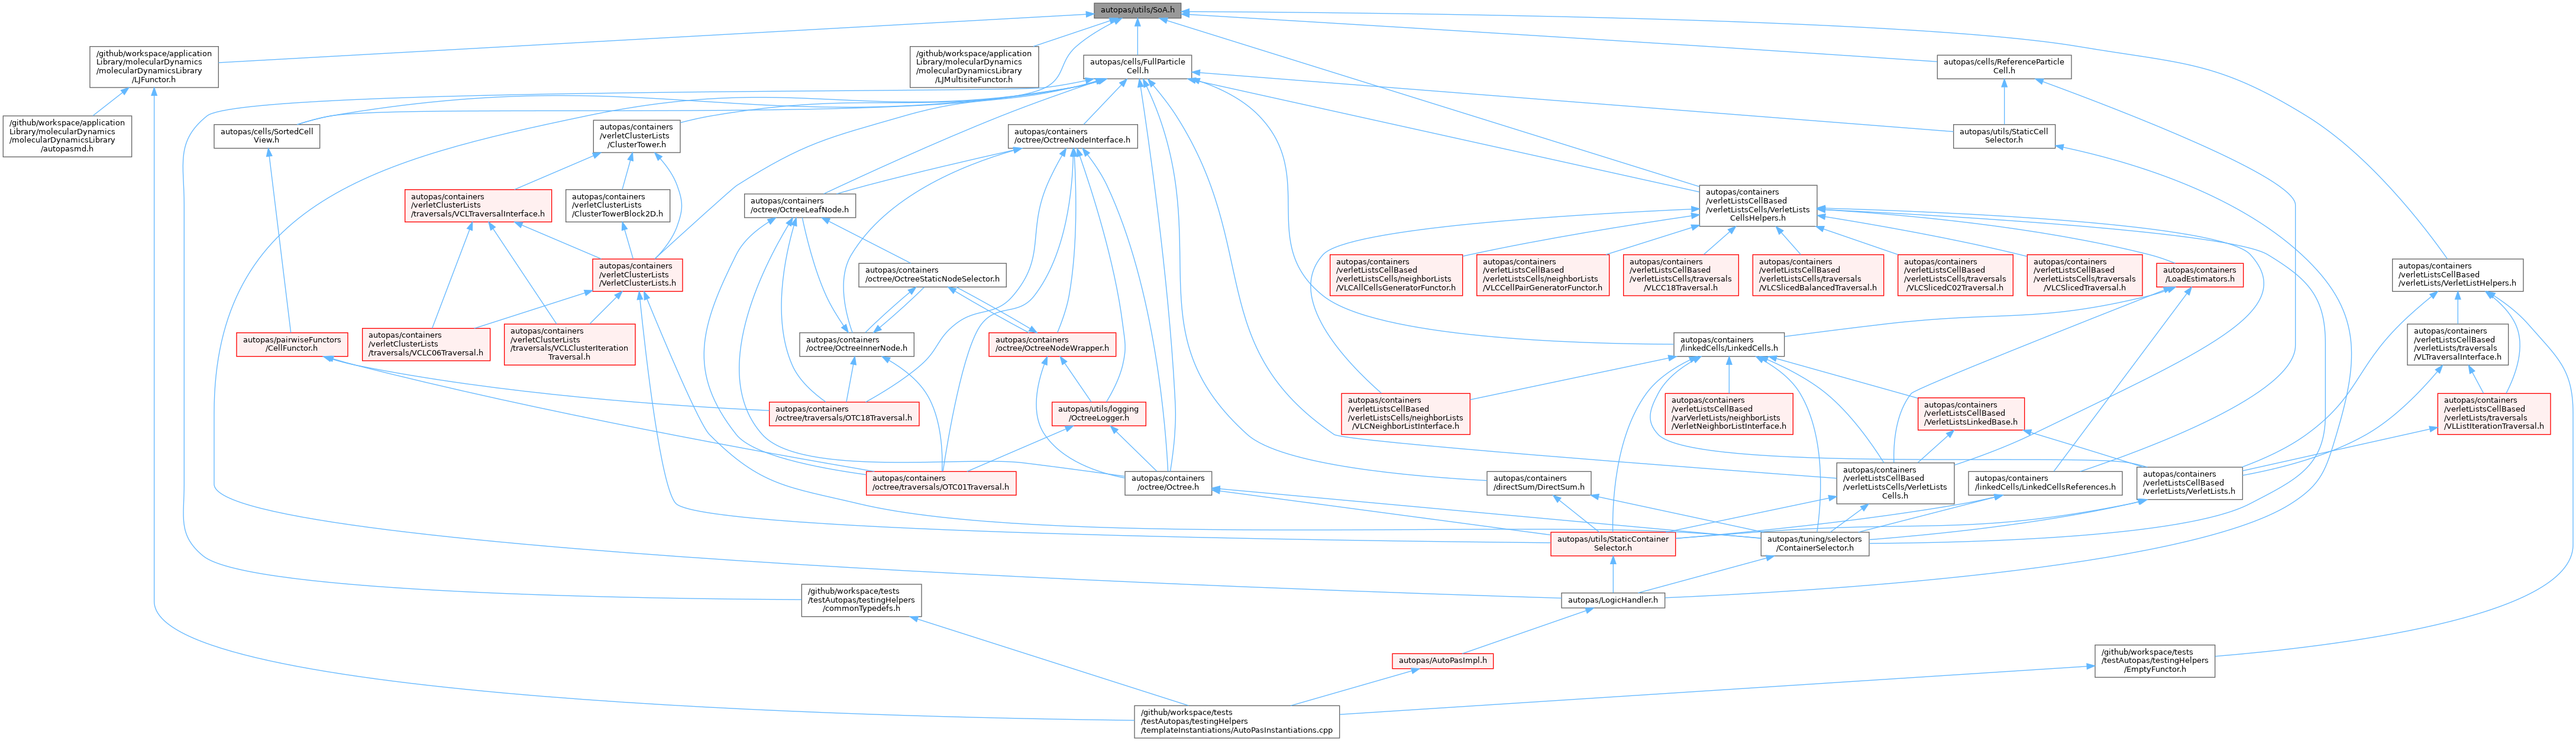 autopas/utils/SoA.h
/github/workspace/application
Library/molecularDynamics
/molecularDynamicsLibrary
/LJFunctor.h
/github/workspace/application
Library/molecularDynamics
/molecularDynamicsLibrary
/LJMultisiteFunctor.h
autopas/cells/FullParticle
Cell.h
autopas/cells/ReferenceParticle
Cell.h
/github/workspace/application
Library/molecularDynamics
/molecularDynamicsLibrary
/autopasmd.h
autopas/cells/SortedCell
View.h
autopas/containers
/verletClusterLists
/ClusterTower.h
autopas/containers
/octree/OctreeNodeInterface.h
autopas/utils/StaticCell
Selector.h
autopas/containers
/verletClusterLists
/traversals/VCLTraversalInterface.h
autopas/containers
/verletClusterLists
/ClusterTowerBlock2D.h
autopas/containers
/octree/OctreeLeafNode.h
autopas/containers
/verletListsCellBased
/verletListsCells/VerletLists
CellsHelpers.h
autopas/containers
/verletClusterLists
/VerletClusterLists.h
autopas/containers
/octree/OctreeStaticNodeSelector.h
autopas/containers
/verletListsCellBased
/verletListsCells/neighborLists
/VLCAllCellsGeneratorFunctor.h
autopas/containers
/verletListsCellBased
/verletListsCells/neighborLists
/VLCCellPairGeneratorFunctor.h
autopas/containers
/verletListsCellBased
/verletListsCells/traversals
/VLCC18Traversal.h
autopas/containers
/verletListsCellBased
/verletListsCells/traversals
/VLCSlicedBalancedTraversal.h
autopas/containers
/verletListsCellBased
/verletListsCells/traversals
/VLCSlicedC02Traversal.h
autopas/containers
/verletListsCellBased
/verletListsCells/traversals
/VLCSlicedTraversal.h
autopas/containers
/LoadEstimators.h
autopas/containers
/verletListsCellBased
/verletLists/VerletListHelpers.h
autopas/pairwiseFunctors
/CellFunctor.h
autopas/containers
/verletClusterLists
/traversals/VCLC06Traversal.h
autopas/containers
/verletClusterLists
/traversals/VCLClusterIteration
Traversal.h
autopas/containers
/octree/OctreeInnerNode.h
autopas/containers
/octree/OctreeNodeWrapper.h
autopas/containers
/linkedCells/LinkedCells.h
autopas/containers
/verletListsCellBased
/verletLists/traversals
/VLTraversalInterface.h
autopas/containers
/octree/traversals/OTC18Traversal.h
autopas/utils/logging
/OctreeLogger.h
autopas/containers
/verletListsCellBased
/verletListsCells/neighborLists
/VLCNeighborListInterface.h
autopas/containers
/verletListsCellBased
/varVerletLists/neighborLists
/VerletNeighborListInterface.h
autopas/containers
/verletListsCellBased
/VerletListsLinkedBase.h
autopas/containers
/verletListsCellBased
/verletLists/traversals
/VLListIterationTraversal.h
autopas/containers
/octree/traversals/OTC01Traversal.h
autopas/containers
/octree/Octree.h
autopas/containers
/directSum/DirectSum.h
autopas/containers
/verletListsCellBased
/verletListsCells/VerletLists
Cells.h
autopas/containers
/linkedCells/LinkedCellsReferences.h
autopas/containers
/verletListsCellBased
/verletLists/VerletLists.h
autopas/utils/StaticContainer
Selector.h
autopas/tuning/selectors
/ContainerSelector.h
/github/workspace/tests
/testAutopas/testingHelpers
/commonTypedefs.h
autopas/LogicHandler.h
autopas/AutoPasImpl.h
/github/workspace/tests
/testAutopas/testingHelpers
/EmptyFunctor.h
/github/workspace/tests
/testAutopas/testingHelpers
/templateInstantiations/AutoPasInstantiations.cpp